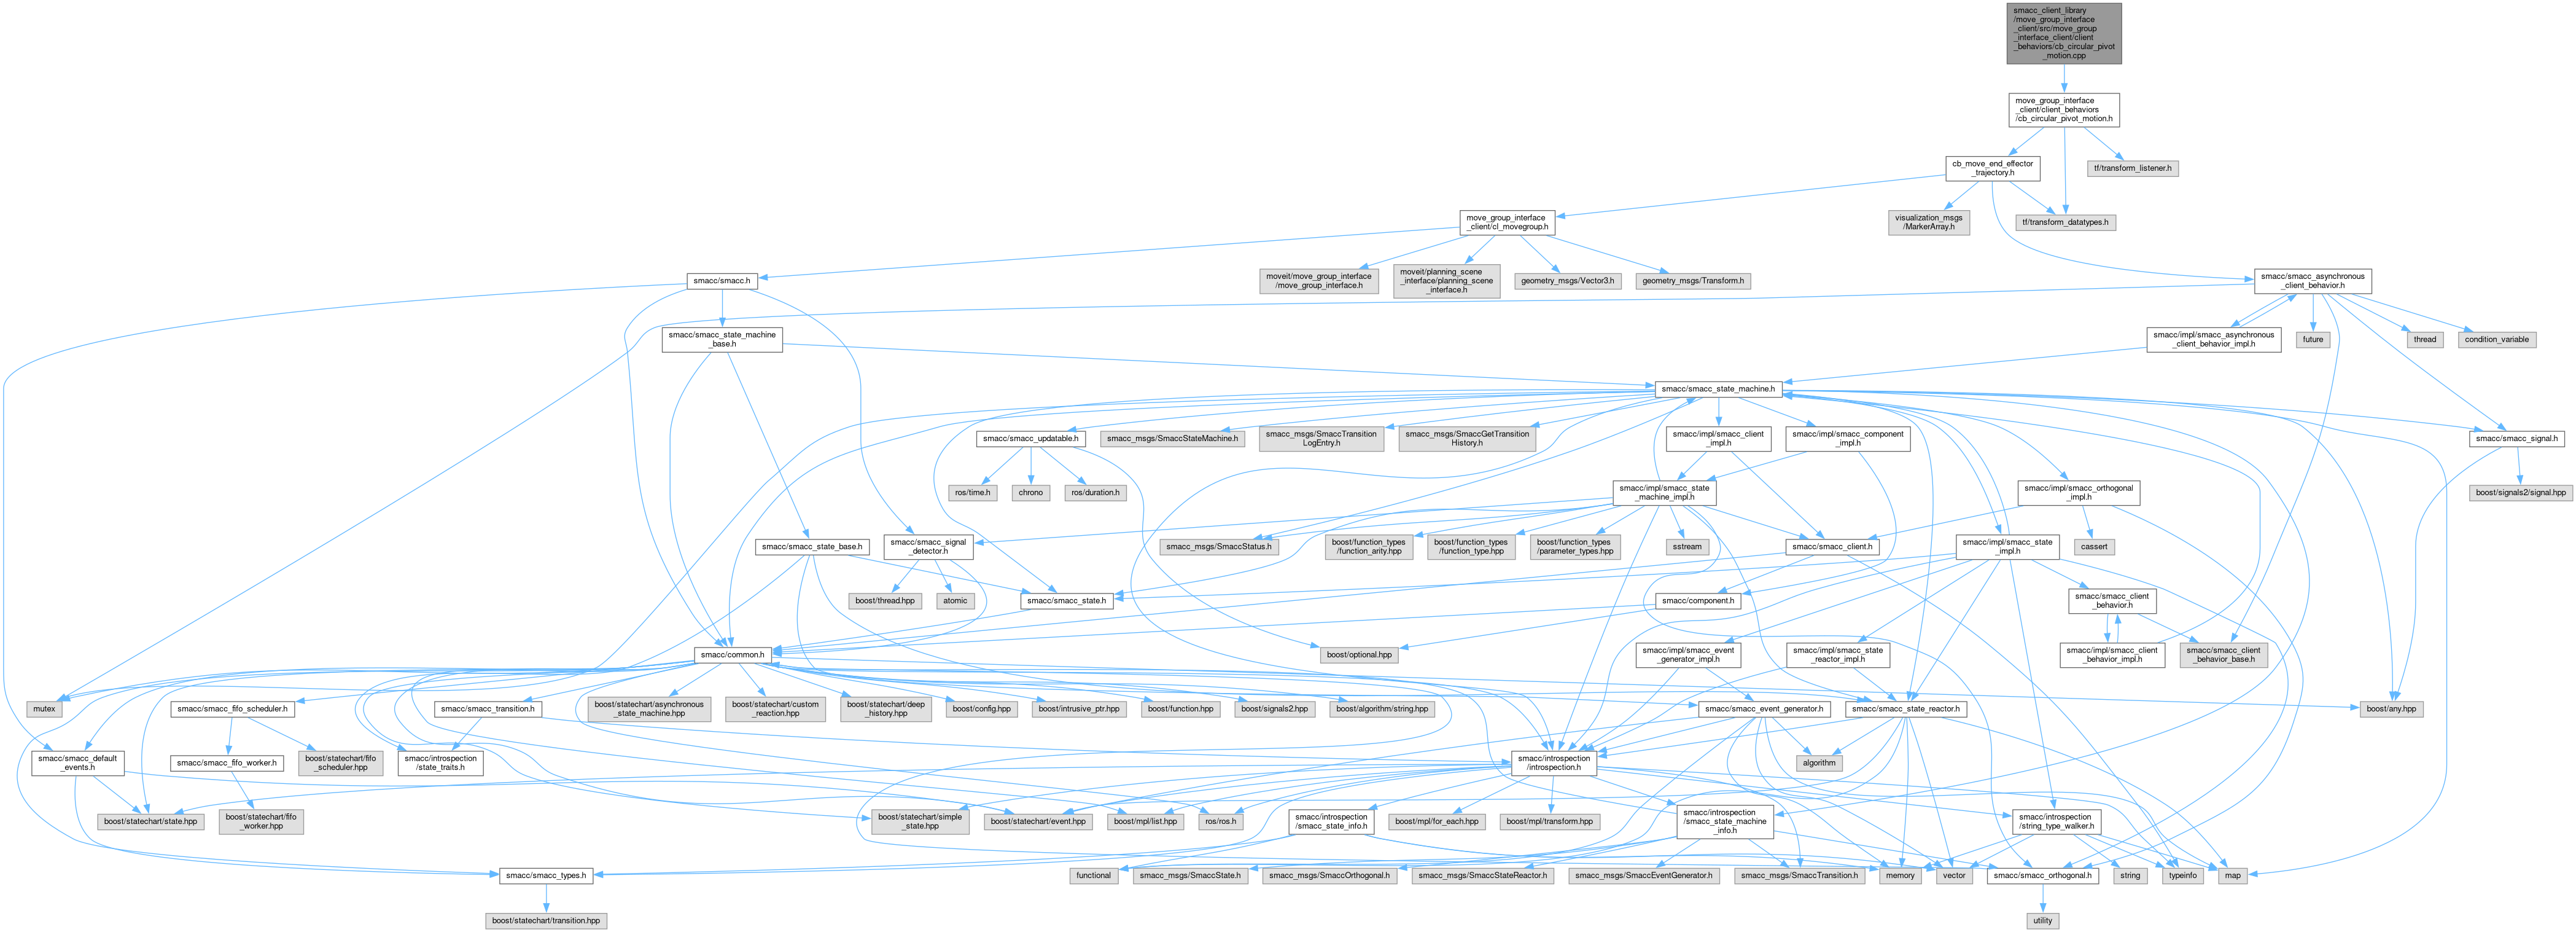 smacc_client_library
/move_group_interface
_client/src/move_group
_interface_client/client
_behaviors/cb_circular_pivot
_motion.cpp
move_group_interface
_client/client_behaviors
/cb_circular_pivot_motion.h
cb_move_end_effector
_trajectory.h
tf/transform_listener.h
move_group_interface
_client/cl_movegroup.h
visualization_msgs
/MarkerArray.h
tf/transform_datatypes.h
smacc/smacc.h
moveit/move_group_interface
/move_group_interface.h
moveit/planning_scene
_interface/planning_scene
_interface.h
geometry_msgs/Vector3.h
geometry_msgs/Transform.h
smacc/smacc_asynchronous
_client_behavior.h
smacc/smacc_state_machine
_base.h
smacc/impl/smacc_asynchronous
_client_behavior_impl.h
future
thread
condition_variable
smacc/smacc_state_machine.h
smacc/smacc_updatable.h
smacc_msgs/SmaccStateMachine.h
smacc_msgs/SmaccTransition
LogEntry.h
smacc_msgs/SmaccGetTransition
History.h
smacc/impl/smacc_client
_impl.h
smacc/impl/smacc_component
_impl.h
smacc/smacc_signal.h
ros/time.h
chrono
ros/duration.h
smacc/impl/smacc_state
_machine_impl.h
smacc/impl/smacc_orthogonal
_impl.h
boost/signals2/signal.hpp
smacc/smacc_state_base.h
smacc/smacc_signal
_detector.h
smacc_msgs/SmaccStatus.h
boost/function_types
/function_arity.hpp
boost/function_types
/function_type.hpp
boost/function_types
/parameter_types.hpp
sstream
smacc/smacc_client.h
smacc/impl/smacc_state
_impl.h
cassert
boost/thread.hpp
atomic
smacc/smacc_state.h
smacc/component.h
smacc/smacc_client
_behavior.h
smacc/common.h
boost/optional.hpp
smacc/impl/smacc_event
_generator_impl.h
smacc/impl/smacc_state
_reactor_impl.h
smacc/impl/smacc_client
_behavior_impl.h
smacc/smacc_client
_behavior_base.h
mutex
smacc/smacc_fifo_scheduler.h
smacc/smacc_transition.h
boost/statechart/asynchronous
_state_machine.hpp
boost/statechart/custom
_reaction.hpp
boost/statechart/deep
_history.hpp
boost/config.hpp
boost/intrusive_ptr.hpp
boost/function.hpp
boost/signals2.hpp
boost/algorithm/string.hpp
smacc/smacc_event_generator.h
smacc/smacc_state_reactor.h
boost/any.hpp
smacc/smacc_default
_events.h
smacc/smacc_fifo_worker.h
boost/statechart/fifo
_scheduler.hpp
smacc/introspection
/state_traits.h
smacc/introspection
/introspection.h
algorithm
boost/statechart/state.hpp
boost/statechart/fifo
_worker.hpp
boost/statechart/simple
_state.hpp
boost/statechart/event.hpp
boost/mpl/list.hpp
ros/ros.h
smacc/introspection
/smacc_state_info.h
boost/mpl/for_each.hpp
boost/mpl/transform.hpp
smacc/introspection
/smacc_state_machine
_info.h
smacc/introspection
/string_type_walker.h
smacc/smacc_types.h
functional
smacc_msgs/SmaccState.h
smacc_msgs/SmaccOrthogonal.h
smacc_msgs/SmaccStateReactor.h
smacc_msgs/SmaccEventGenerator.h
smacc_msgs/SmaccTransition.h
memory
vector
smacc/smacc_orthogonal.h
string
typeinfo
map
boost/statechart/transition.hpp
utility